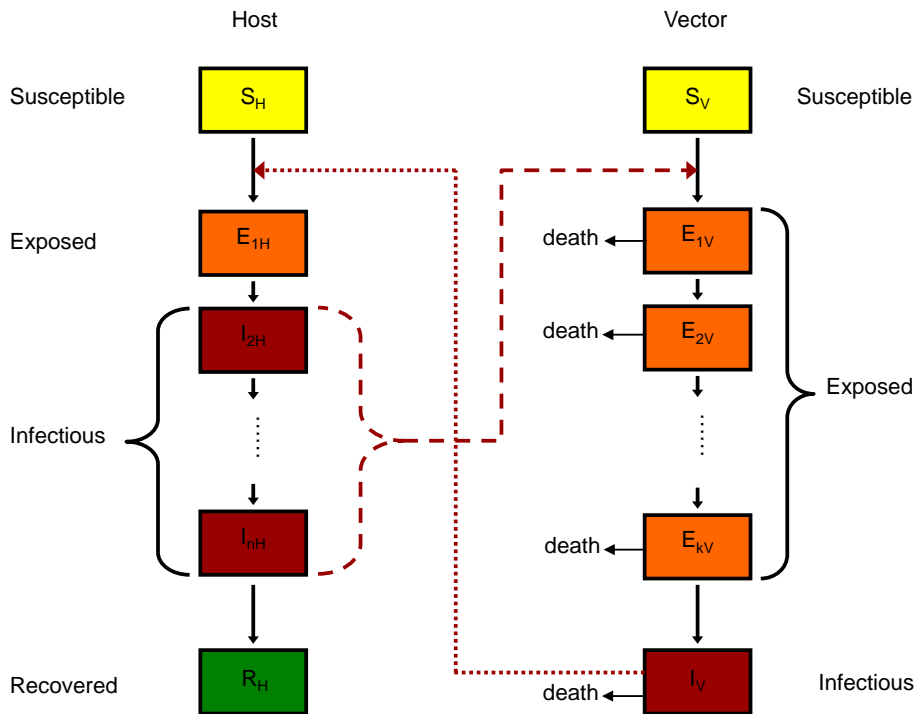 Host Vector
Susceptible S_H S_V Susceptible
Exposed E_1H death E_1V
I_2H death E_2V
Exposed
Infectious
I_nH death E_kV
Recovered R_H I_V Infectious
death